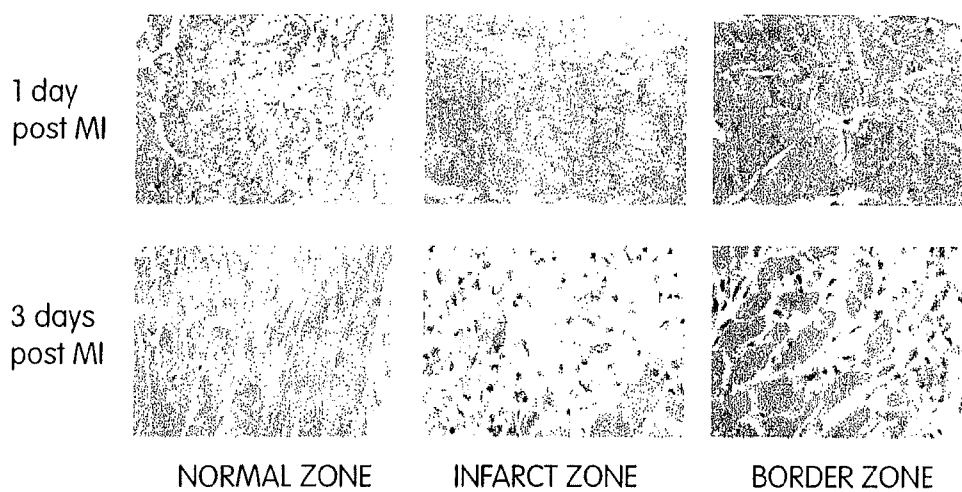 1 day
post MI
3 days
post MI
NORMAL ZONE
INFARCT ZONE
BORDER ZONE